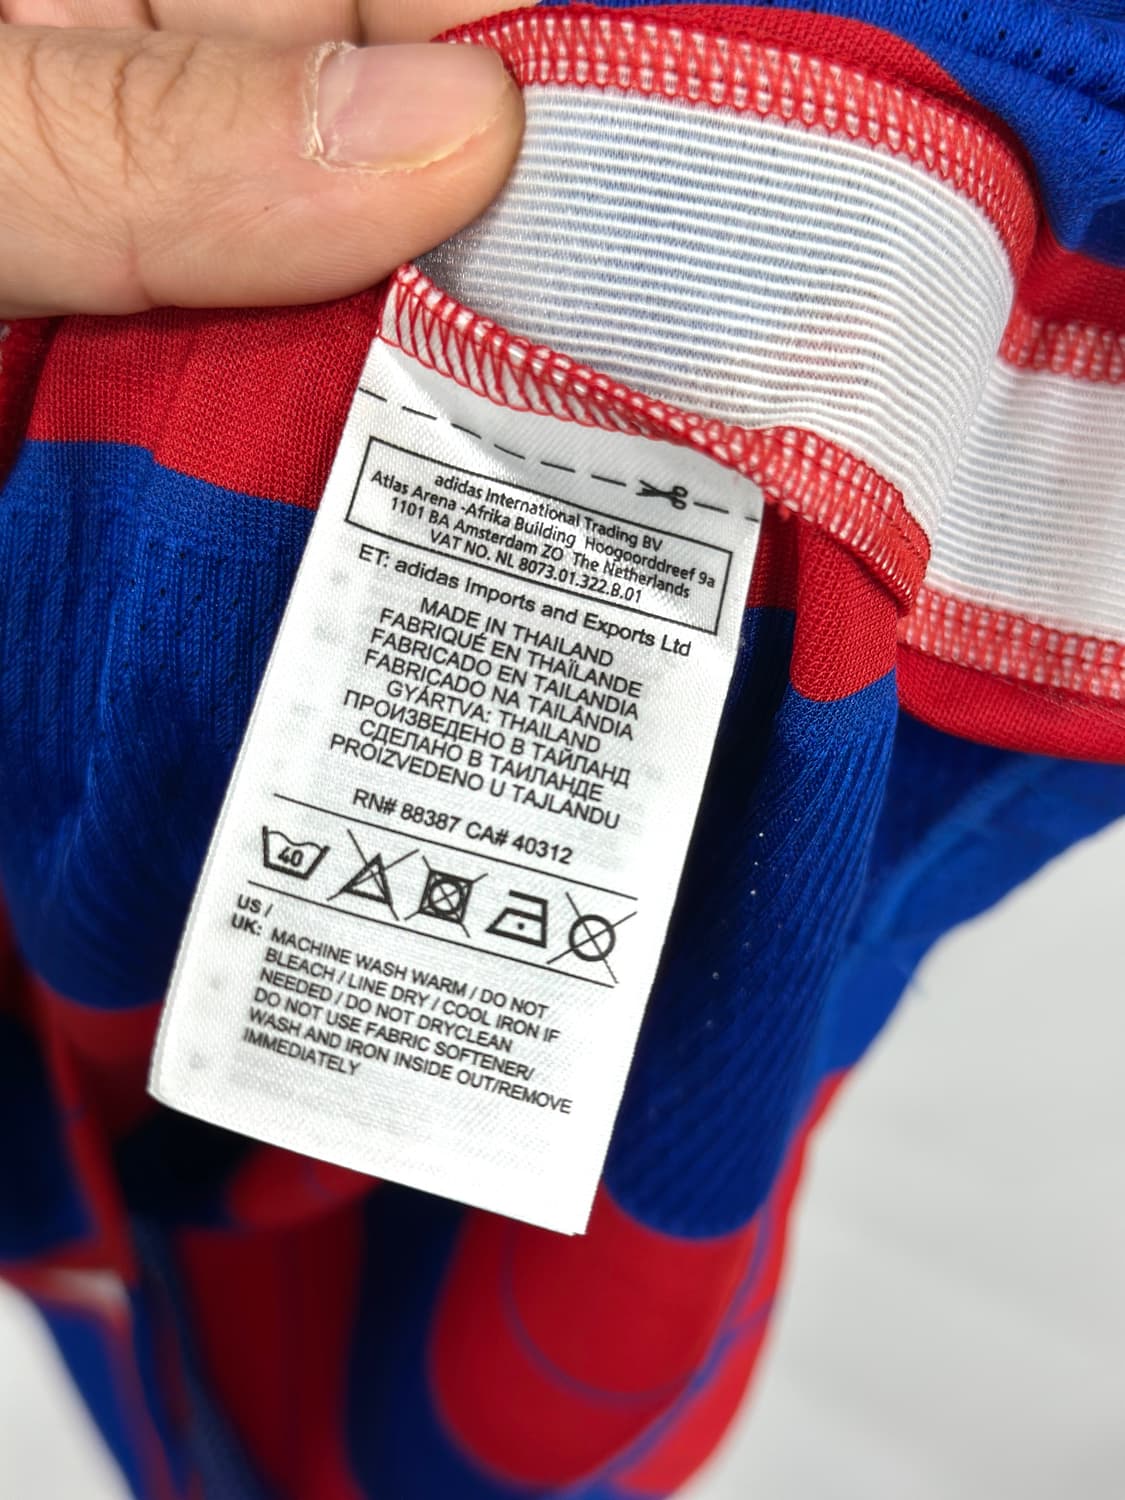 adidas International Trading BV
Atlas Arena -Afrika Building Hoogoorddreef 9a
1101 BA Amsterdam ZO The Netherlands
VAT NO. NL 8073.01.322.B.01
ET: adidas Imports and Exports Ltd
MADE IN THAILAND
FABRIQUÉ EN THAÏLANDE
FABRICADO EN TAILANDIA
FABRICADO NA TAILÂNDIA
GYÁRTVA: THAILAND
ПРОИЗВЕДЕНО В ТАЙЛАНД
СДЕЛАНО В ТАИЛАНДЕ
PROIZVEDENO U TAJLANDU
RN# 88387 CA# 40312
40
US /
UK: MACHINE WASH WARM / DO NOT
BLEACH / LINE DRY / COOL IRON IF
NEEDED / DO NOT DRYCLEAN
DO NOT USE FABRIC SOFTENER/
WASH AND IRON INSIDE OUT/REMOVE
IMMEDIATELY